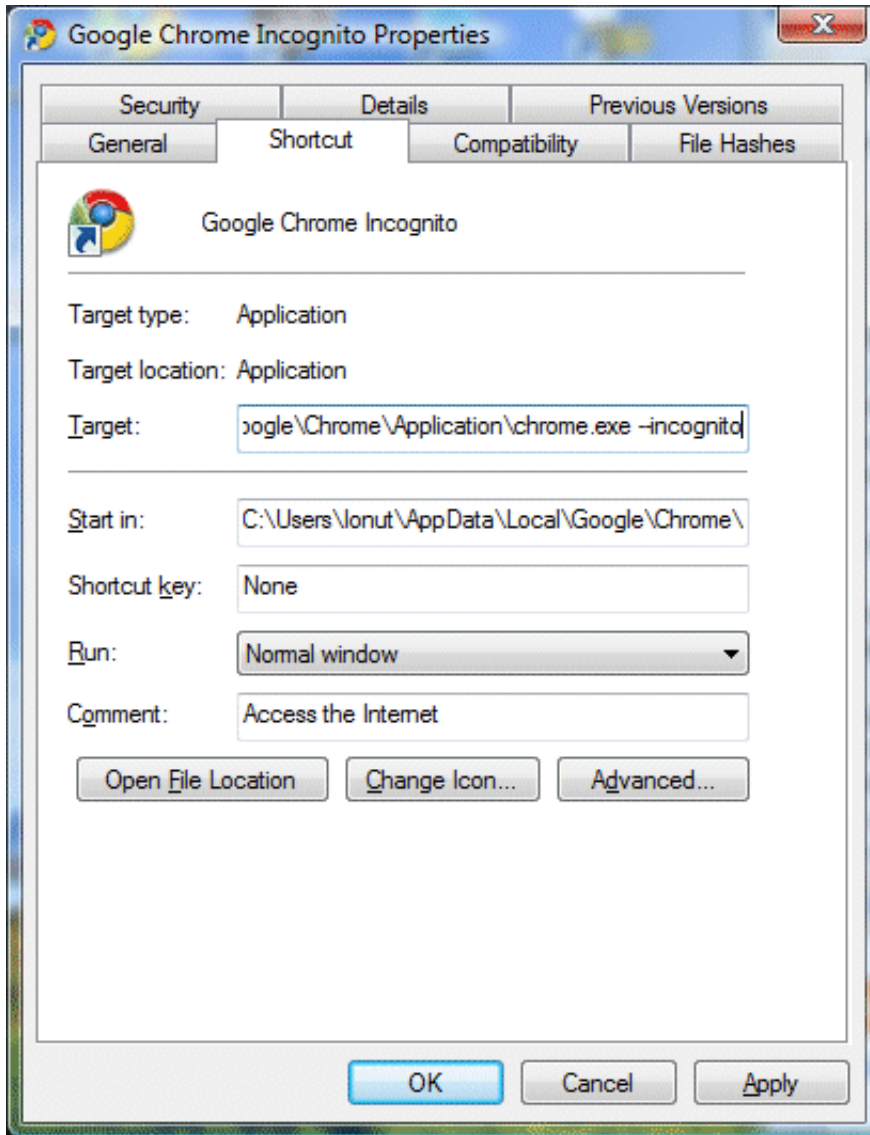 Google Chrome Incognito Properties
Security Details Previous Versions
General Shortcut Compatibility File Hashes
Google Chrome Incognito
Target type: Application
Target location: Application
Target: oogle\Chrome\Application\chrome.exe --incognito
Start in: C:\Users\Ionut\AppData\Local\Google\Chrome\
Shortcut key: None
Run: Normal window
Comment: Access the Internet
Open File Location Change Icon... Advanced...
OK Cancel Apply